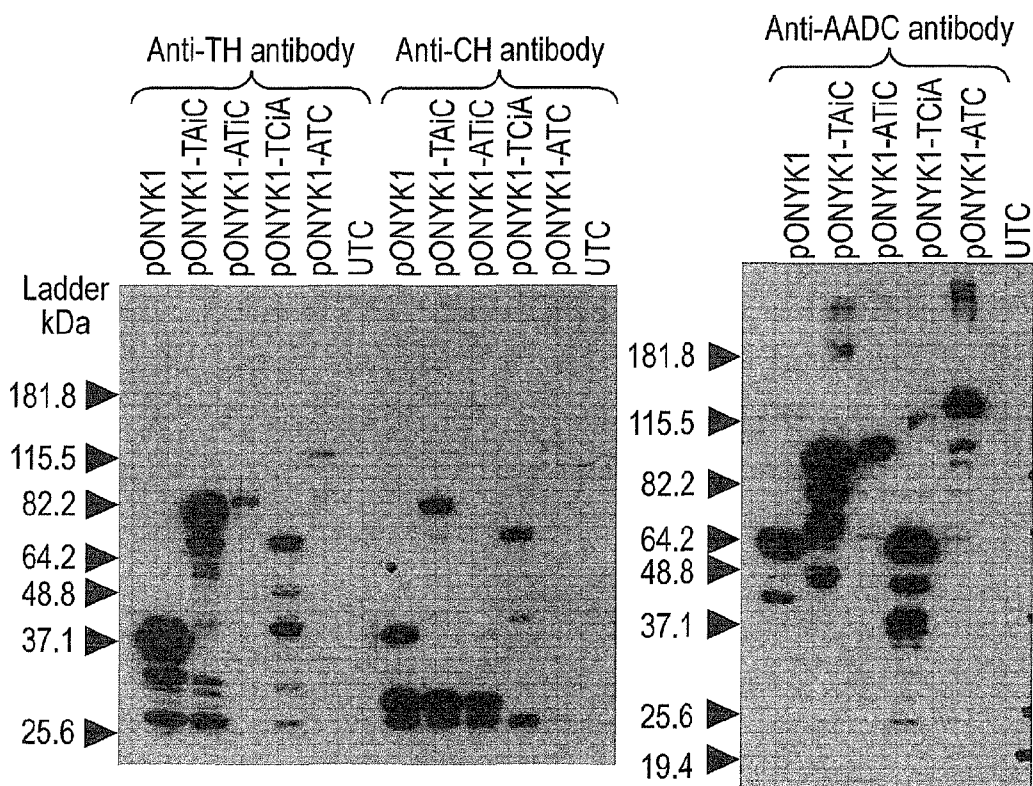 Anti-TH antibody
Anti-CH antibody
Anti-AADC antibody
pONYK1
pONYK1-TAiC
pONYK1-ATiC
pONYK1-TCiA
pONYK1-ATC
UTC
pONYK1
pONYK1-TAiC
pONYK1-ATiC
pONYK1-TCiA
pONYK1-ATC
UTC
pONYK1
pONYK1-TAiC
pONYK1-ATiC
pONYK1-TCiA
pONYK1-ATC
UTC
Ladder
kDa
181.8
115.5
82.2
64.2
48.8
37.1
25.6
181.8
115.5
82.2
64.2
48.8
37.1
25.6
19.4